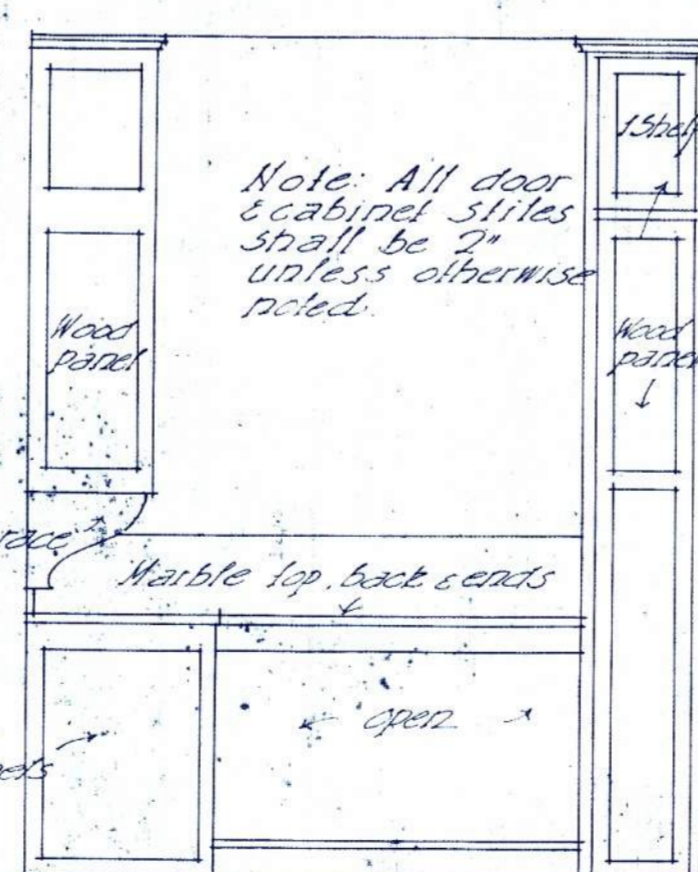 1 Shelf
Note: All door
& cabinet stiles
shall be 2"
unless otherwise
noted.
Wood
panel
Wood
panel
Marble top, back & ends
open